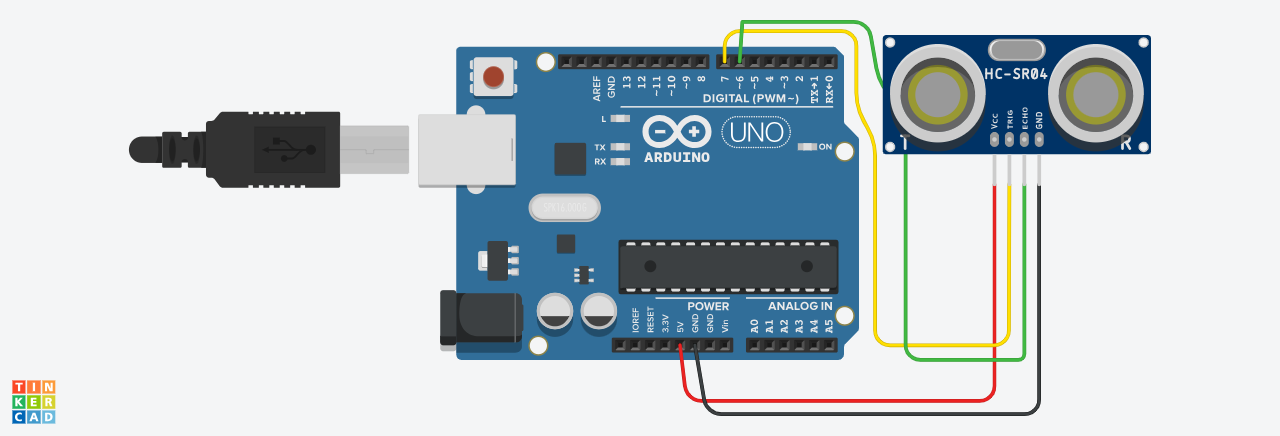 HC-SR04
Vcc
TRIG
ECHO
GND
T
R
AREF
GND
13
12
~11
~10
~9
8
7
~6
~5
4
~3
2
TX→1
RX←0
DIGITAL (PWM~)
L
TX
RX
ARDUINO
UNO
ON
POWER
ANALOG IN
IOREF
RESET
3.3V
5V
GND
GND
Vin
A0
A1
A2
A3
A4
A5
TIN
KER
CAD